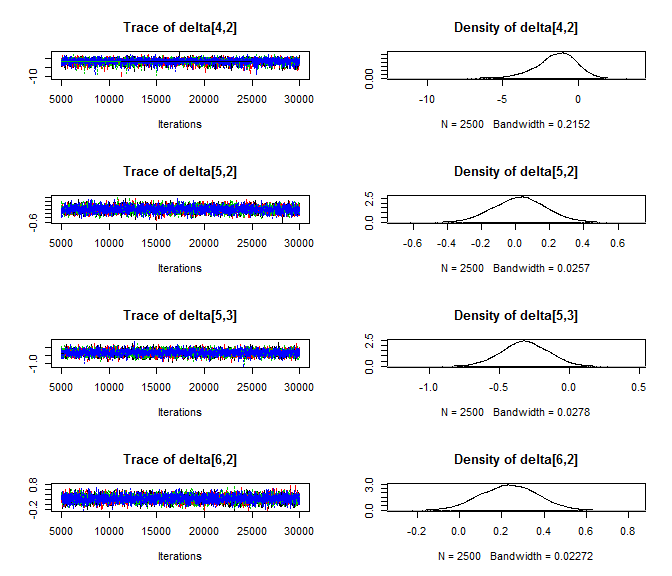 Trace of delta[4,2]
-10
5000 10000 15000 20000 25000 30000
Iterations
Density of delta[4,2]
0.00
-10 -5 0
N = 2500 Bandwidth = 0.2152
Trace of delta[5,2]
-0.6
5000 10000 15000 20000 25000 30000
Iterations
Density of delta[5,2]
0.0 2.5
-0.6 -0.4 -0.2 0.0 0.2 0.4 0.6
N = 2500 Bandwidth = 0.0257
Trace of delta[5,3]
-1.0
5000 10000 15000 20000 25000 30000
Iterations
Density of delta[5,3]
0.0 2.5
-1.0 -0.5 0.0 0.5
N = 2500 Bandwidth = 0.0278
Trace of delta[6,2]
-0.2 0.8
5000 10000 15000 20000 25000 30000
Iterations
Density of delta[6,2]
0.0 3.0
-0.2 0.0 0.2 0.4 0.6 0.8
N = 2500 Bandwidth = 0.02272